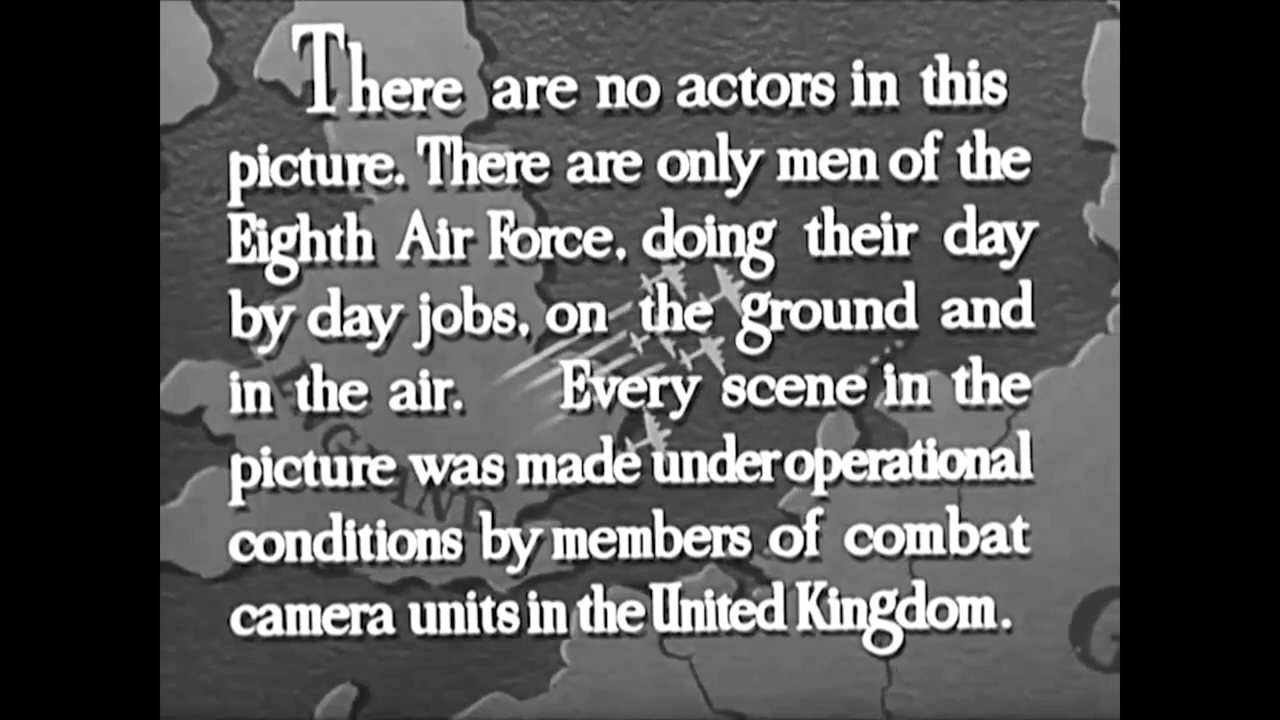 There are no actors in this
picture. There are only men of the
Eighth Air Force, doing their day
by day jobs, on the ground and
in the air. Every scene in the
picture was made under operational
conditions by members of combat
camera units in the United Kingdom.
ENGLAND
G